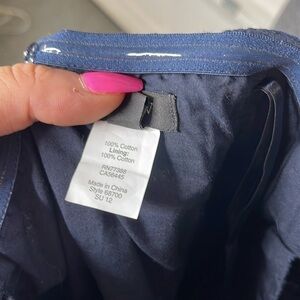 100% Cotton
Lining:
100% Cotton
RN77388
CA36445
Made in China
Style 68700
SU 12